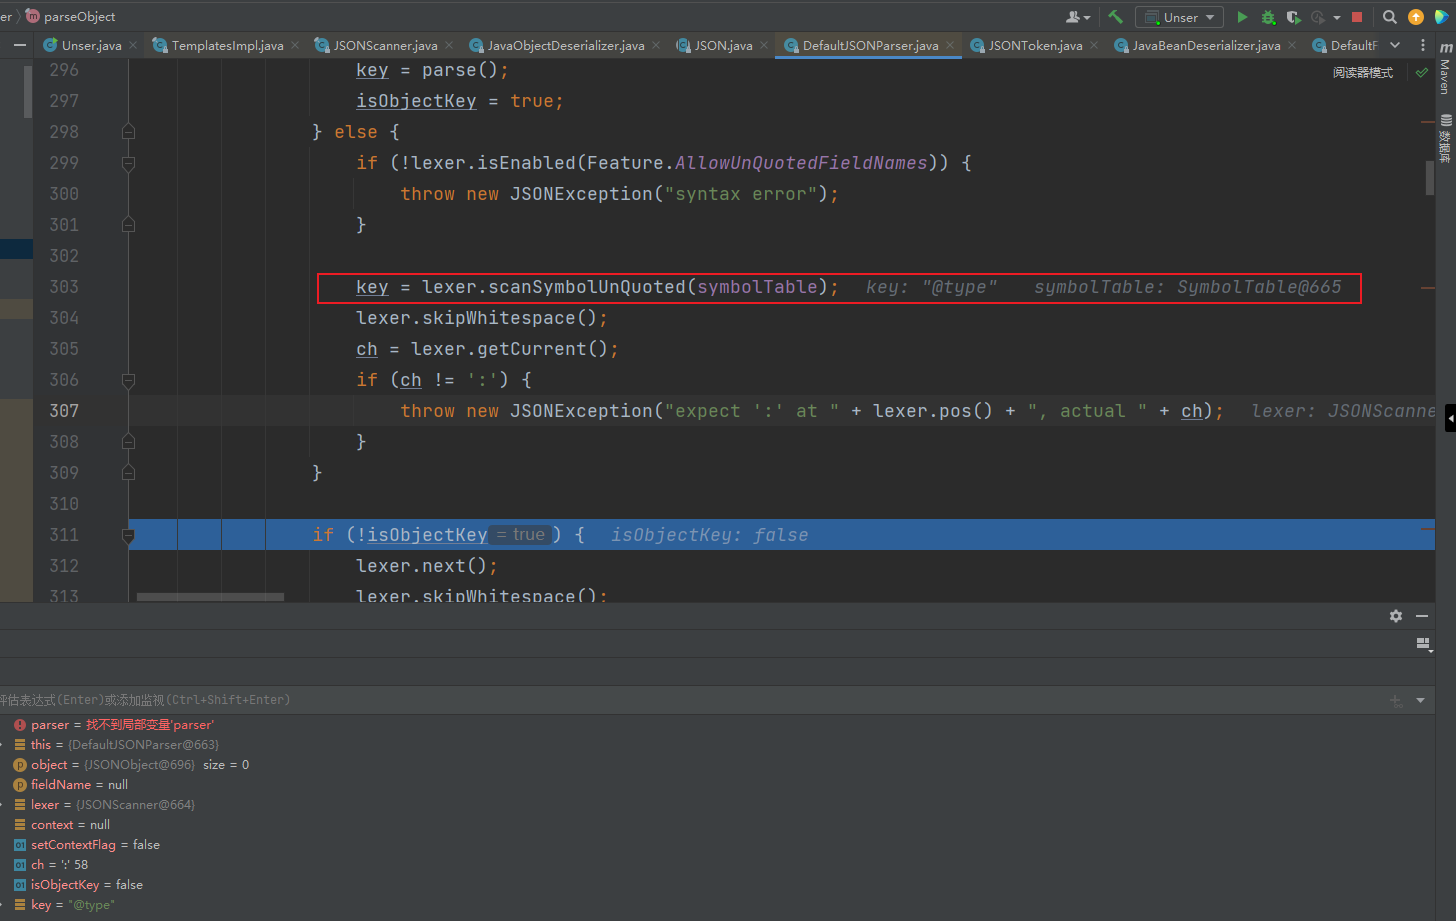 er parseObject Unser
Unser.java TemplatesImpl.java JSONScanner.java JavaObjectDeserializer.java JSON.java DefaultJSONParser.java JSONToken.java JavaBeanDeserializer.java DefaultF
阅读器模式
Maven
数据库
296 key = parse();
297 isObjectKey = true;
298 } else {
299 if (!lexer.isEnabled(Feature.AllowUnQuotedFieldNames)) {
300 throw new JSONException("syntax error");
301 }
302
303 key = lexer.scanSymbolUnQuoted(symbolTable); key: "@type" symbolTable: SymbolTable@665
304 lexer.skipWhitespace();
305 ch = lexer.getCurrent();
306 if (ch != ':') {
307 throw new JSONException("expect ':' at " + lexer.pos() + ", actual " + ch); lexer: JSONScanne
308 }
309 }
310
311 if (!isObjectKey = true) { isObjectKey: false
312 lexer.next();
313 lexer.skipWhitespace();
评估表达式(Enter)或添加监视(Ctrl+Shift+Enter)
parser = 找不到局部变量'parser'
this = {DefaultJSONParser@663}
object = {JSONObject@696} size = 0
fieldName = null
lexer = {JSONScanner@664}
context = null
setContextFlag = false
ch = ':' 58
isObjectKey = false
key = "@type"